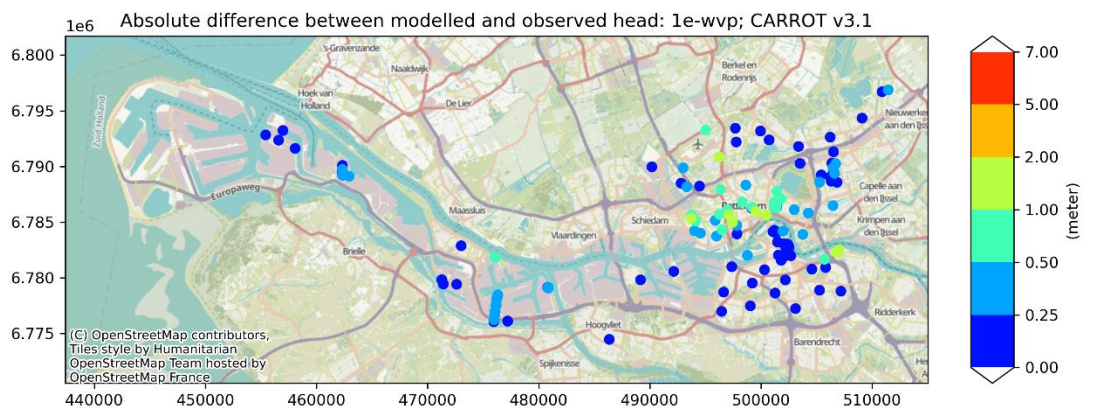 Absolute difference between modelled and observed head: 1e-wvp; CARROT v3.1
1e6
6.800
6.795
6.790
6.785
6.780
6.775
440000 450000 460000 470000 480000 490000 500000 510000
's-Gravenzande
Naaldwijk
Berkel en
Rodenrijs
Hoek van
Holland
De Lier
Zuid-Holland
Nieuwerker
aan den IJss
Europaweg
Maassluis
Capelle aan
den IJssel
Schiedam
Krimpen aan
den IJssel
Vlaardingen
Brielle
Ridderkerk
Hoogvliet
Barendrecht
Spijkenisse
(C) OpenStreetMap contributors,
Tiles style by Humanitarian
OpenStreetMap Team hosted by
OpenStreetMap France
7.00
5.00
2.00
1.00
0.50
0.25
0.00
(meter)